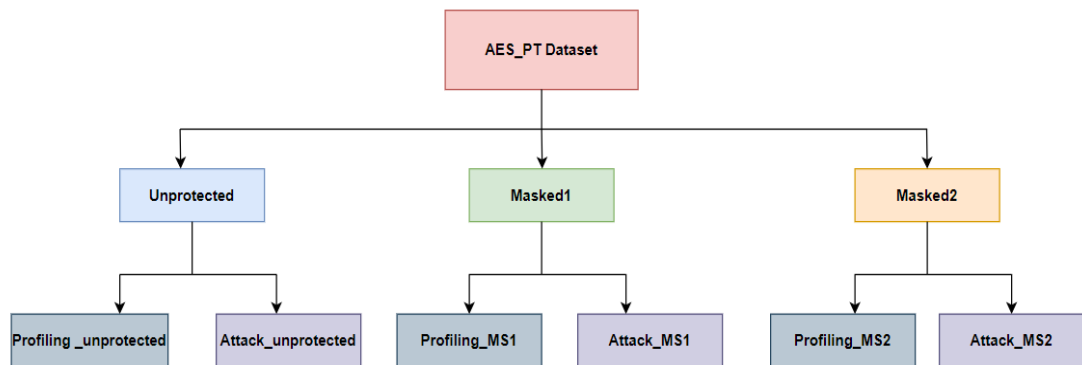 AES_PT Dataset
Unprotected
Masked1
Masked2
Profiling _unprotected
Attack_unprotected
Profiling_MS1
Attack_MS1
Profiling_MS2
Attack_MS2